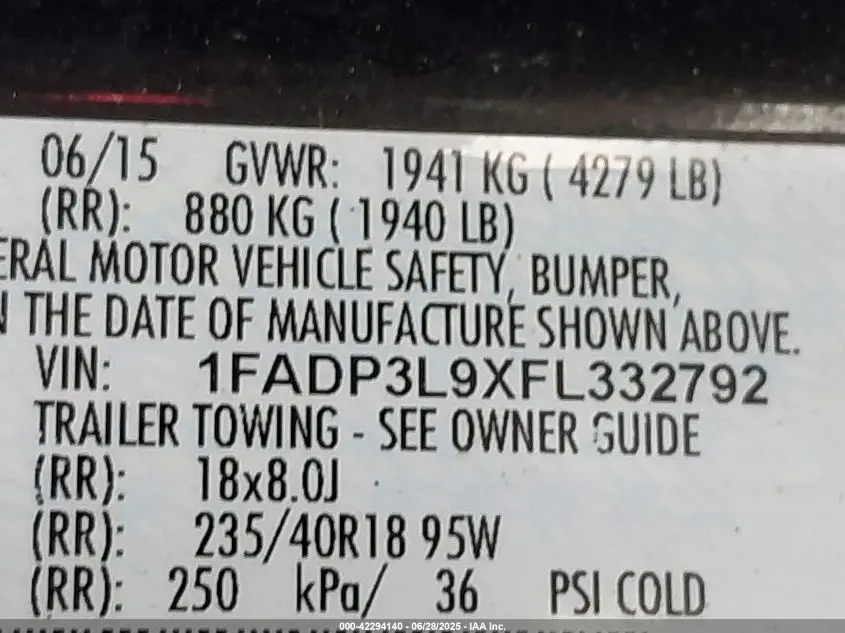 06/15 GVWR: 1941 KG ( 4279 LB)
(RR): 880 KG ( 1940 LB)
ERAL MOTOR VEHICLE SAFETY, BUMPER,
N THE DATE OF MANUFACTURE SHOWN ABOVE.
VIN: 1FADP3L9XFL332792
TRAILER TOWING - SEE OWNER GUIDE
(RR): 18x8.0J
(RR): 235/40R18 95W
(RR): 250 kPa/ 36 PSI COLD
000-42294140 - 06/28/2025 - IAA Inc.